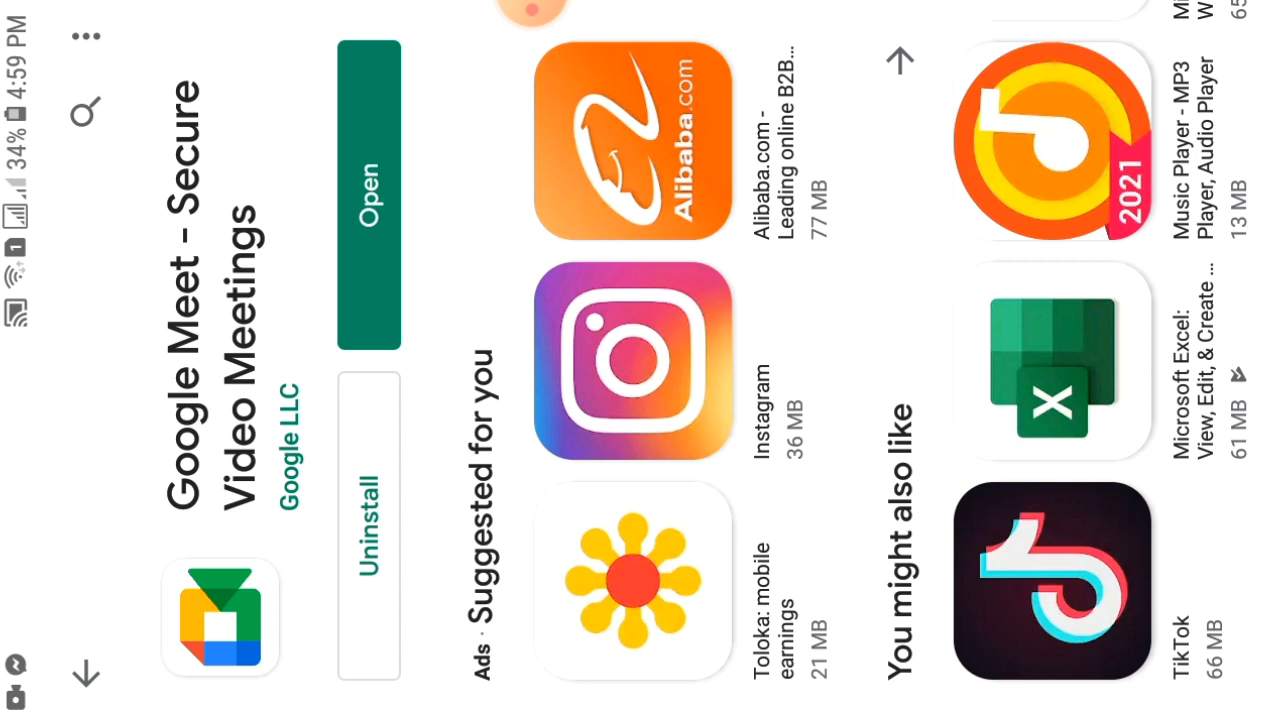 34% 4:59 PM
Google Meet - Secure
Video Meetings
Google LLC
Uninstall
Open
Ads · Suggested for you
Alibaba.com
Toloka: mobile
earnings
21 MB
Instagram
36 MB
Alibaba.com -
Leading online B2B...
77 MB
You might also like
X
2021
TikTok
66 MB
Microsoft Excel:
View, Edit, & Create ...
61 MB
Music Player - MP3
Player, Audio Player
13 MB
Mi
W
65